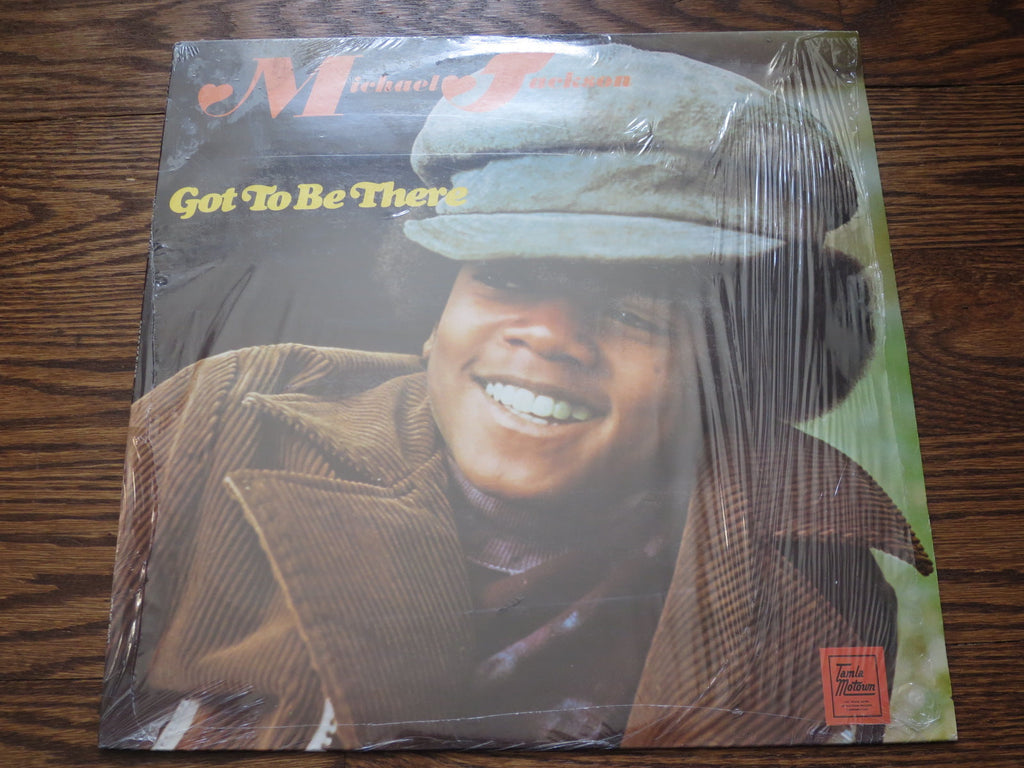 Michael Jackson
Got To Be There
Tamla
Motown